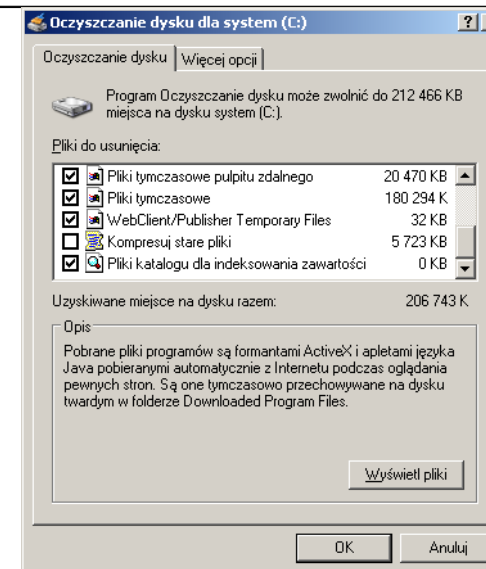 Oczyszczanie dysku dla system (C:)
?
Oczyszczanie dysku
Więcej opcji
Program Oczyszczanie dysku może zwolnić do 212 466 KB
miejsca na dysku system (C:).
Pliki do usunięcia:
Pliki tymczasowe pulpitu zdalnego 20 470 KB
Pliki tymczasowe 180 294 K
WebClient/Publisher Temporary Files 32 KB
Kompresuj stare pliki 5 723 KB
Pliki katalogu dla indeksowania zawartości 0 KB
Uzyskiwane miejsce na dysku razem: 206 743 K
Opis
Pobrane pliki programów są formantami ActiveX i apletami języka
Java pobieranymi automatycznie z Internetu podczas oglądania
pewnych stron. Są one tymczasowo przechowywane na dysku
twardym w folderze Downloaded Program Files.
Wyświetl pliki
OK
Anuluj